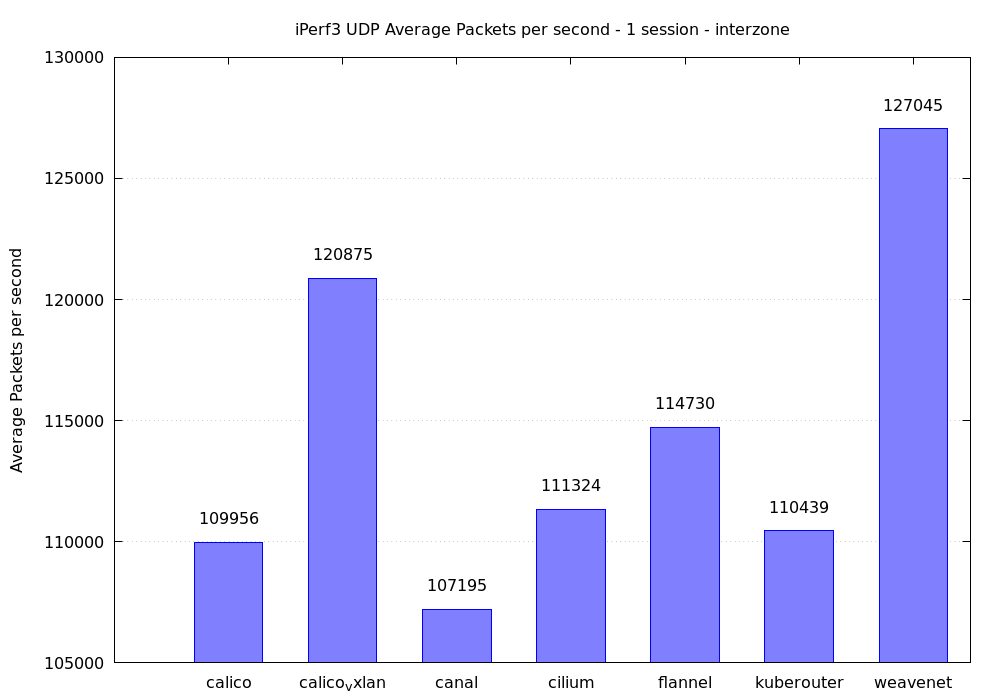 iPerf3 UDP Average Packets per second - 1 session - interzone
130000
125000
120000
115000
110000
105000
Average Packets per second
109956
120875
107195
111324
114730
110439
127045
calico
calicovxlan
canal
cilium
flannel
kuberouter
weavenet